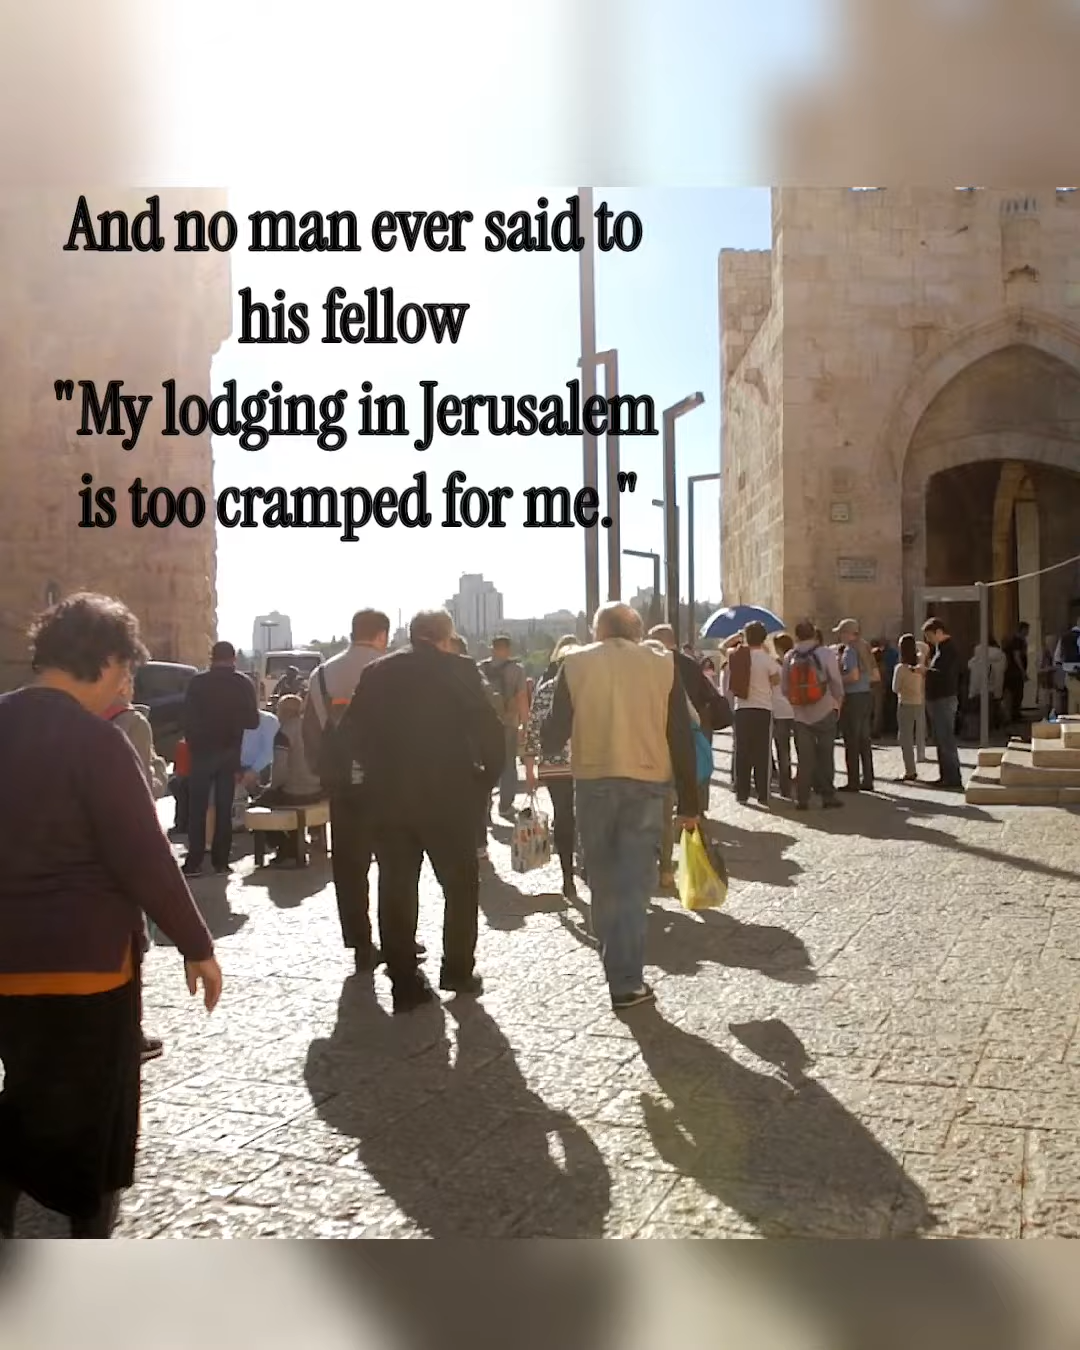 And no man ever said to
his fellow
"My lodging in Jerusalem
is too cramped for me."